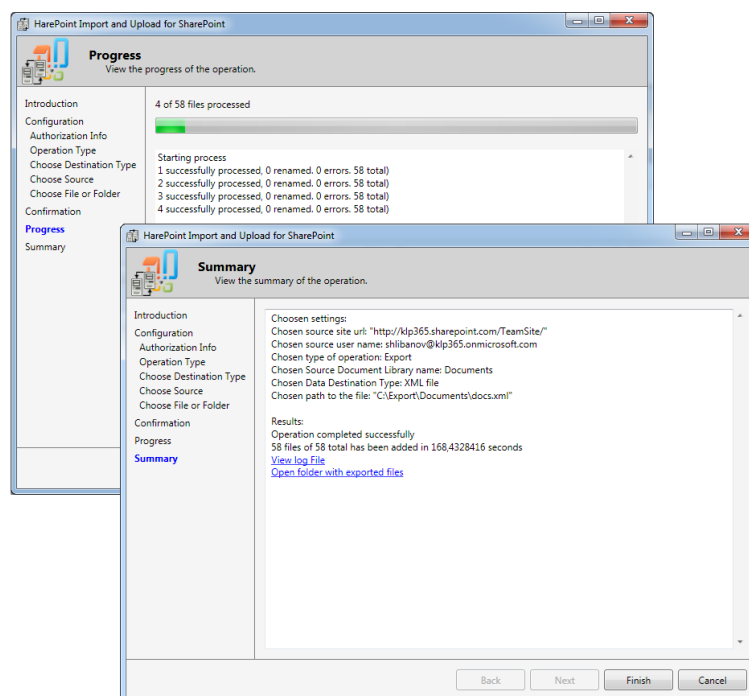 HarePoint Import and Upload for SharePoint
Progress
View the progress of the operation.
Introduction
Configuration
Authorization Info
Operation Type
Choose Destination Type
Choose Source
Choose File or Folder
Confirmation
Progress
Summary
4 of 58 files processed
Starting process
1 successfully processed, 0 renamed. 0 errors. 58 total)
2 successfully processed, 0 renamed. 0 errors. 58 total)
3 successfully processed, 0 renamed. 0 errors. 58 total)
4 successfully processed, 0 renamed. 0 errors. 58 total)
HarePoint Import and Upload for SharePoint
Summary
View the summary of the operation.
Introduction
Configuration
Authorization Info
Operation Type
Choose Destination Type
Choose Source
Choose File or Folder
Confirmation
Progress
Summary
Choosen settings:
Chosen source site url: "http://klp365.sharepoint.com/TeamSite/"
Chosen source user name: shlibanov@klp365.onmicrosoft.com
Chosen type of operation: Export
Chosen Source Document Library name: Documents
Chosen Data Destination Type: XML file
Chosen path to the file: "C:\Export\Documents\docs.xml"
Results:
Operation completed successfully
58 files of 58 total has been added in 168,4328416 seconds
View log File
Open folder with exported files
Back
Next
Finish
Cancel